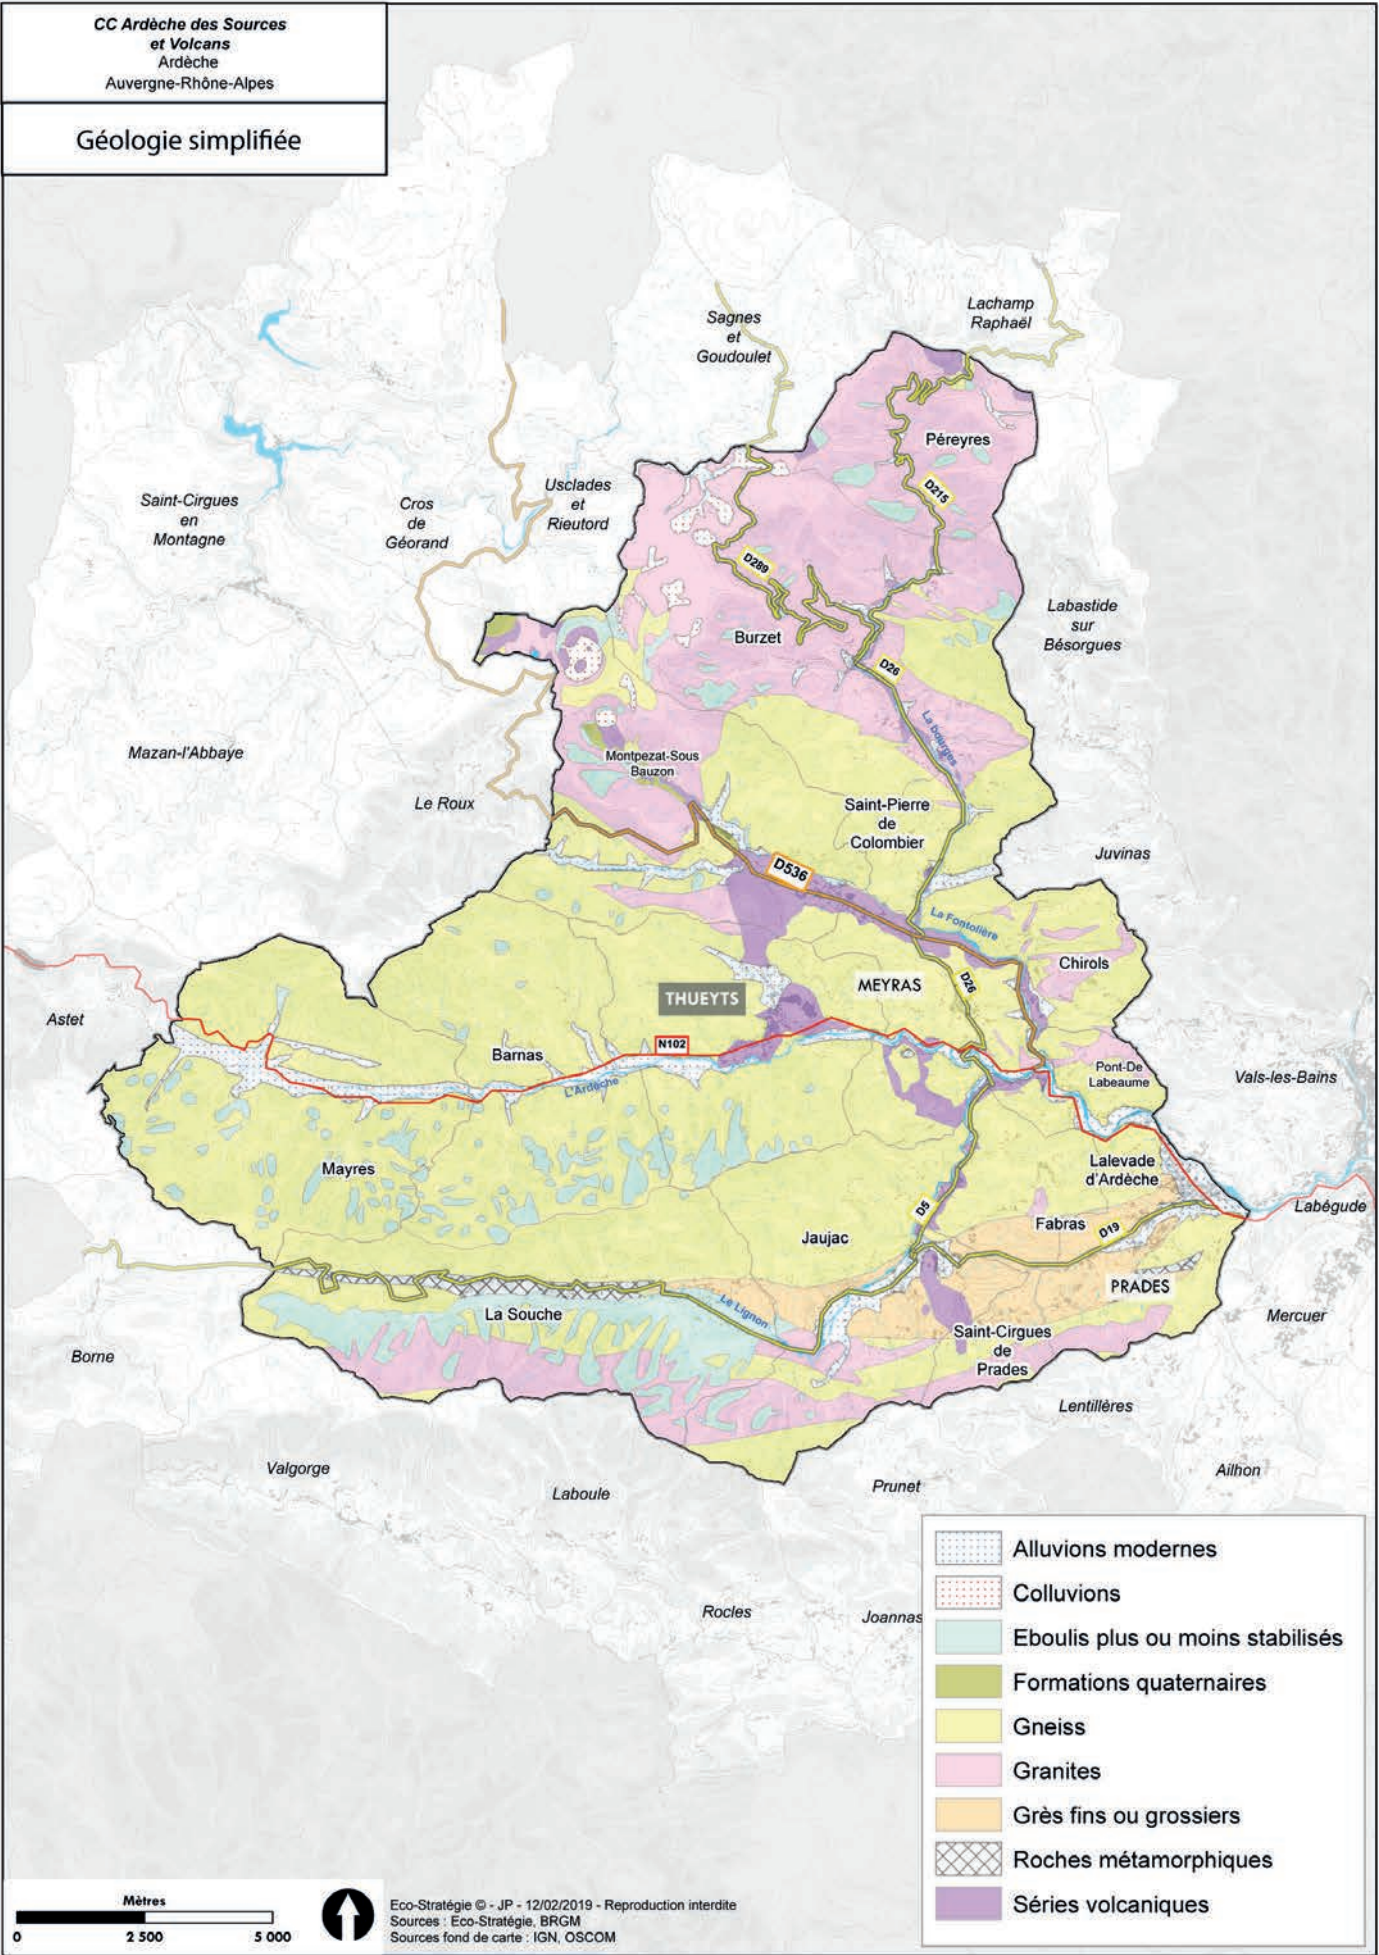 CC Ardèche des Sources
et Volcans
Ardèche
Auvergne-Rhône-Alpes
Géologie simplifiée
Sagnes
et
Goudoulet
Lachamp
Raphaël
Péreyres
D215
Saint-Cirgues
en
Montagne
Cros
de
Géorand
Usclades
et
Rieutord
D289
Burzet
Labastide
sur
Bésorgues
D26
La bourges
Mazan-l'Abbaye
Montpezat-Sous
Bauzon
Le Roux
Saint-Pierre
de
Colombier
Juvinas
D536
La Fontolière
Chirols
THUEYTS
MEYRAS
D26
Astet
Barnas
N102
L'Ardèche
Pont-De
Labeaume
Vals-les-Bains
Mayres
Lalevade
d'Ardèche
Labégude
D5
Jaujac
Fabras
D19
PRADES
La Souche
Le Lignon
Saint-Cirgues
de
Prades
Mercuer
Borne
Lentillères
Valgorge
Laboule
Prunet
Ailhon
Rocles
Joannas
Alluvions modernes
Colluvions
Eboulis plus ou moins stabilisés
Formations quaternaires
Gneiss
Granites
Grès fins ou grossiers
Roches métamorphiques
Séries volcaniques
Mètres
0 2 500 5 000
Eco-Stratégie © - JP - 12/02/2019 - Reproduction interdite
Sources : Eco-Stratégie, BRGM
Sources fond de carte : IGN, OSCOM